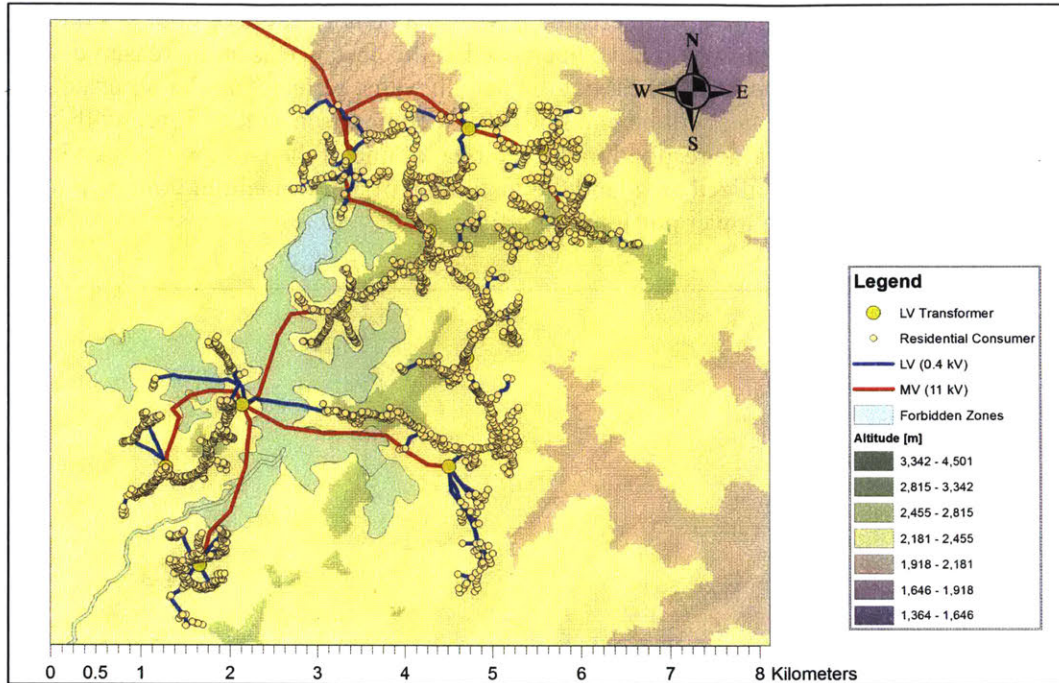 N
W E
S
Legend
LV Transformer
Residential Consumer
LV (0.4 kV)
MV (11 kV)
Forbidden Zones
Altitude [m]
3,342 - 4,501
2,815 - 3,342
2,455 - 2,815
2,181 - 2,455
1,918 - 2,181
1,646 - 1,918
1,364 - 1,646
0 0.5 1 2 3 4 5 6 7 8 Kilometers